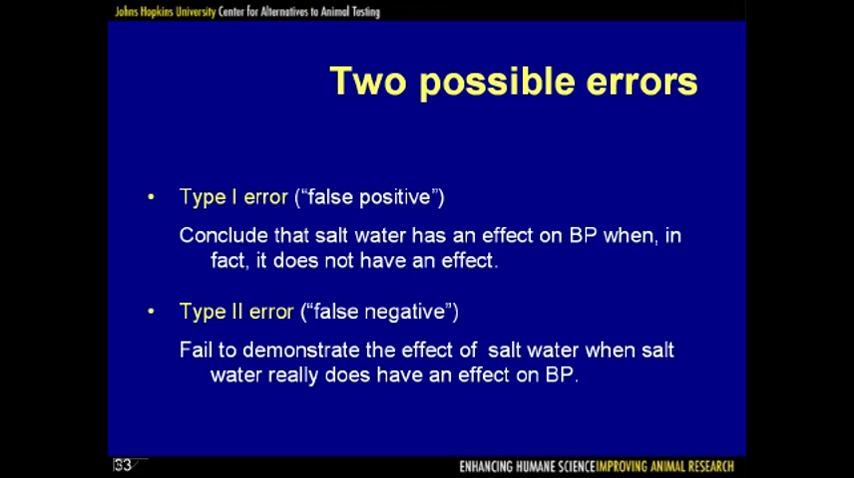 Johns Hopkins University Center for Alternatives to Animal Testing
Two possible errors
• Type I error (“false positive”)
Conclude that salt water has an effect on BP when, in
fact, it does not have an effect.
• Type II error (“false negative”)
Fail to demonstrate the effect of salt water when salt
water really does have an effect on BP.
33
ENHANCING HUMANE SCIENCE IMPROVING ANIMAL RESEARCH